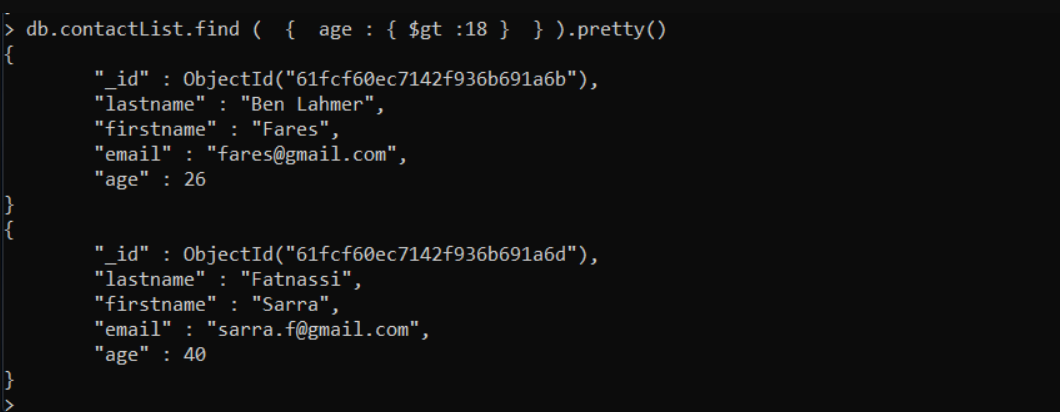 > db.contactList.find (  {  age : { $gt :18 }  } ).pretty()
{
        "_id" : ObjectId("61fcf60ec7142f936b691a6b"),
        "lastname" : "Ben Lahmer",
        "firstname" : "Fares",
        "email" : "fares@gmail.com",
        "age" : 26
}
{
        "_id" : ObjectId("61fcf60ec7142f936b691a6d"),
        "lastname" : "Fatnassi",
        "firstname" : "Sarra",
        "email" : "sarra.f@gmail.com",
        "age" : 40
}
>